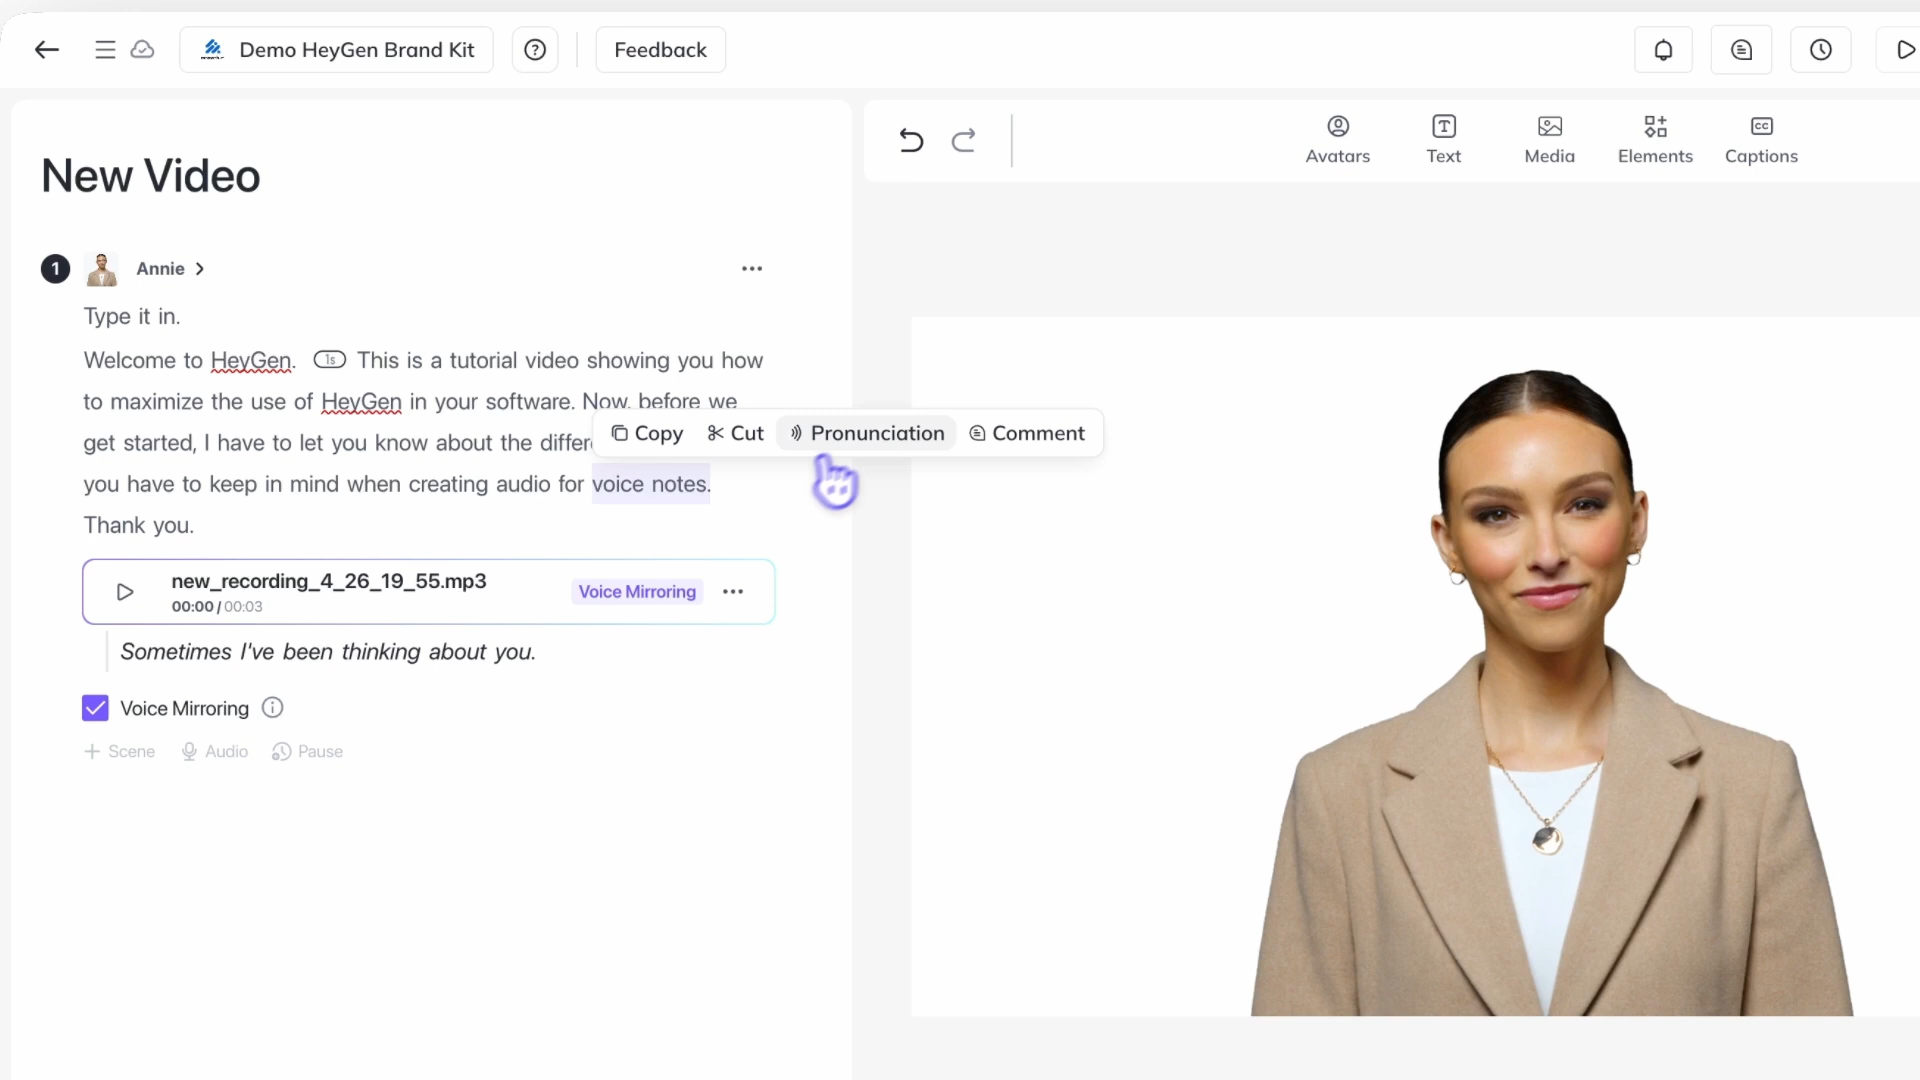 Demo HeyGen Brand Kit
Feedback
New Video
Avatars
Text
Media
Elements
Captions
1
Annie
Type it in.
Welcome to HeyGen. 1s This is a tutorial video showing you how
to maximize the use of HeyGen in your software. Now, before we
get started, I have to let you know about the differ
Copy
Cut
Pronunciation
Comment
you have to keep in mind when creating audio for voice notes.
Thank you.
new_recording_4_26_19_55.mp3
00:00 / 00:03
Voice Mirroring
Sometimes I've been thinking about you.
Voice Mirroring
Scene
Audio
Pause